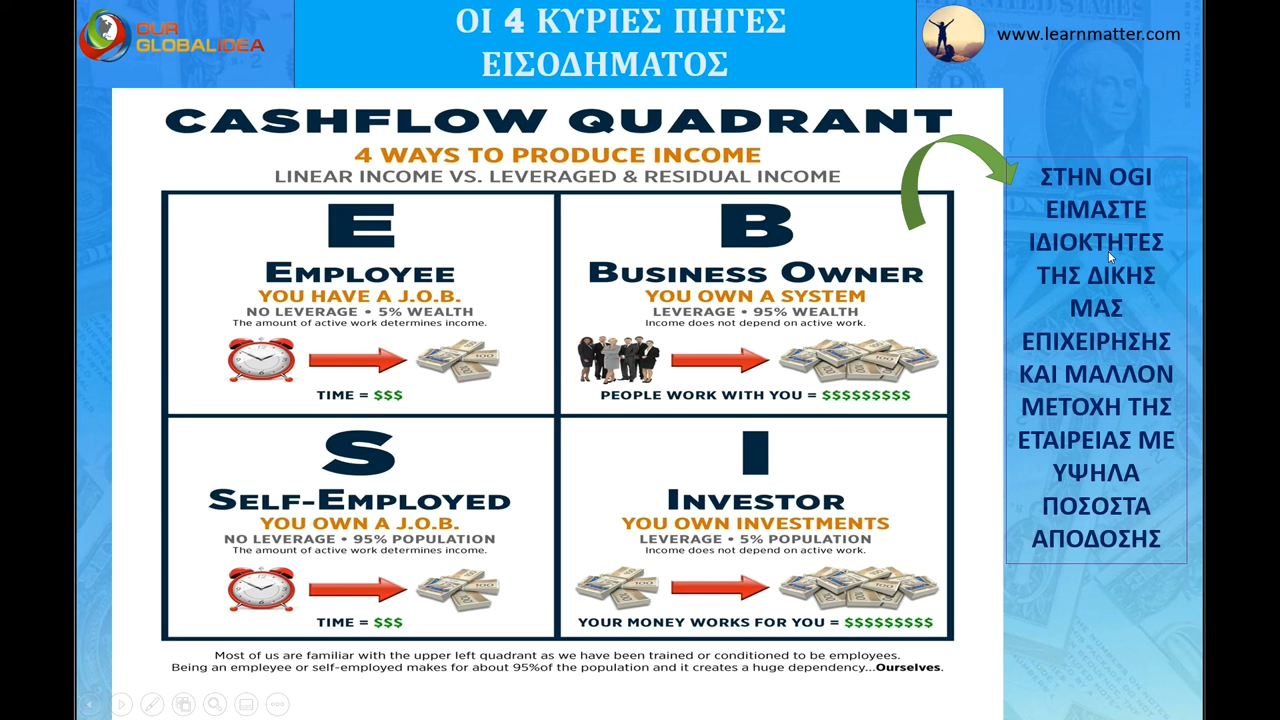 OUR
GLOBALIDEA
ΟΙ 4 ΚΥΡΙΕΣ ΠΗΓΕΣ
ΕΙΣΟΔΗΜΑΤΟΣ
www.learnmatter.com
CASHFLOW QUADRANT
4 WAYS TO PRODUCE INCOME
LINEAR INCOME VS. LEVERAGED & RESIDUAL INCOME
E
EMPLOYEE
YOU HAVE A J.O.B.
NO LEVERAGE • 5% WEALTH
The amount of active work determines income.
TIME = $$$
B
BUSINESS OWNER
YOU OWN A SYSTEM
LEVERAGE • 95% WEALTH
Income does not depend on active work.
PEOPLE WORK WITH YOU = $$$$$$$$$
S
SELF-EMPLOYED
YOU OWN A J.O.B.
NO LEVERAGE • 95% POPULATION
The amount of active work determines income.
TIME = $$$
I
INVESTOR
YOU OWN INVESTMENTS
LEVERAGE • 5% POPULATION
Income does not depend on active work.
YOUR MONEY WORKS FOR YOU = $$$$$$$$$
Most of us are familiar with the upper left quadrant as we have been trained or conditioned to be employees.
Being an empleyee or self-employed makes for about 95%of the population and it creates a huge dependency...Ourselves.
ΣΤΗΝ OGI
ΕΙΜΑΣΤΕ
ΙΔΙΟΚΤΗΤΕΣ
ΤΗΣ ΔΙΚΗΣ
ΜΑΣ
ΕΠΙΧΕΙΡΗΣΗΣ
ΚΑΙ ΜΑΛΛΟΝ
ΜΕΤΟΧΗ ΤΗΣ
ΕΤΑΙΡΕΙΑΣ ΜΕ
ΥΨΗΛΑ
ΠΟΣΟΣΤΑ
ΑΠΟΔΟΣΗΣ